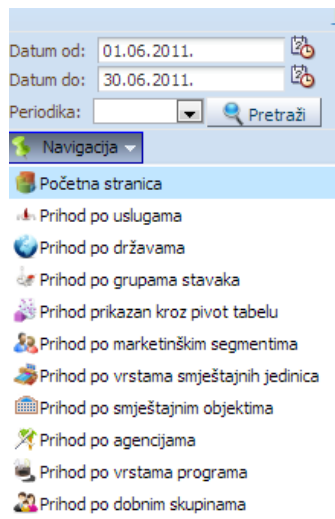 Datum od: 01.06.2011.
Datum do: 30.06.2011.
Periodika: Pretraži
Navigacija
Početna stranica
Prihod po uslugama
Prihod po državama
Prihod po grupama stavaka
Prihod prikazan kroz pivot tabelu
Prihod po marketinškim segmentima
Prihod po vrstama smještajnih jedinica
Prihod po smještajnim objektima
Prihod po agencijama
Prihod po vrstama programa
Prihod po dobnim skupinama